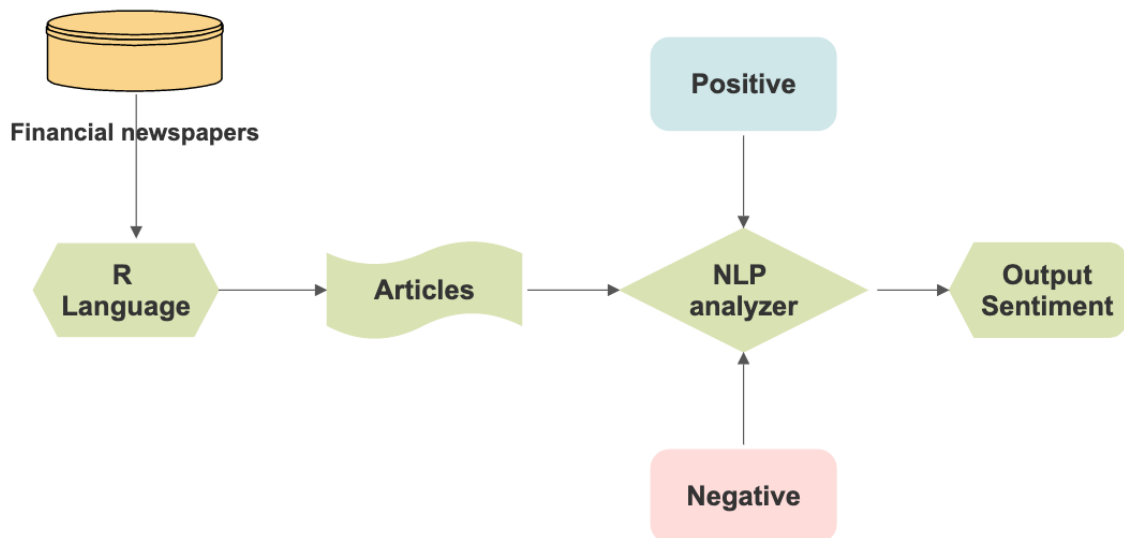 Financial newspapers
Positive
R
Language
Articles
NLP
analyzer
Output
Sentiment
Negative